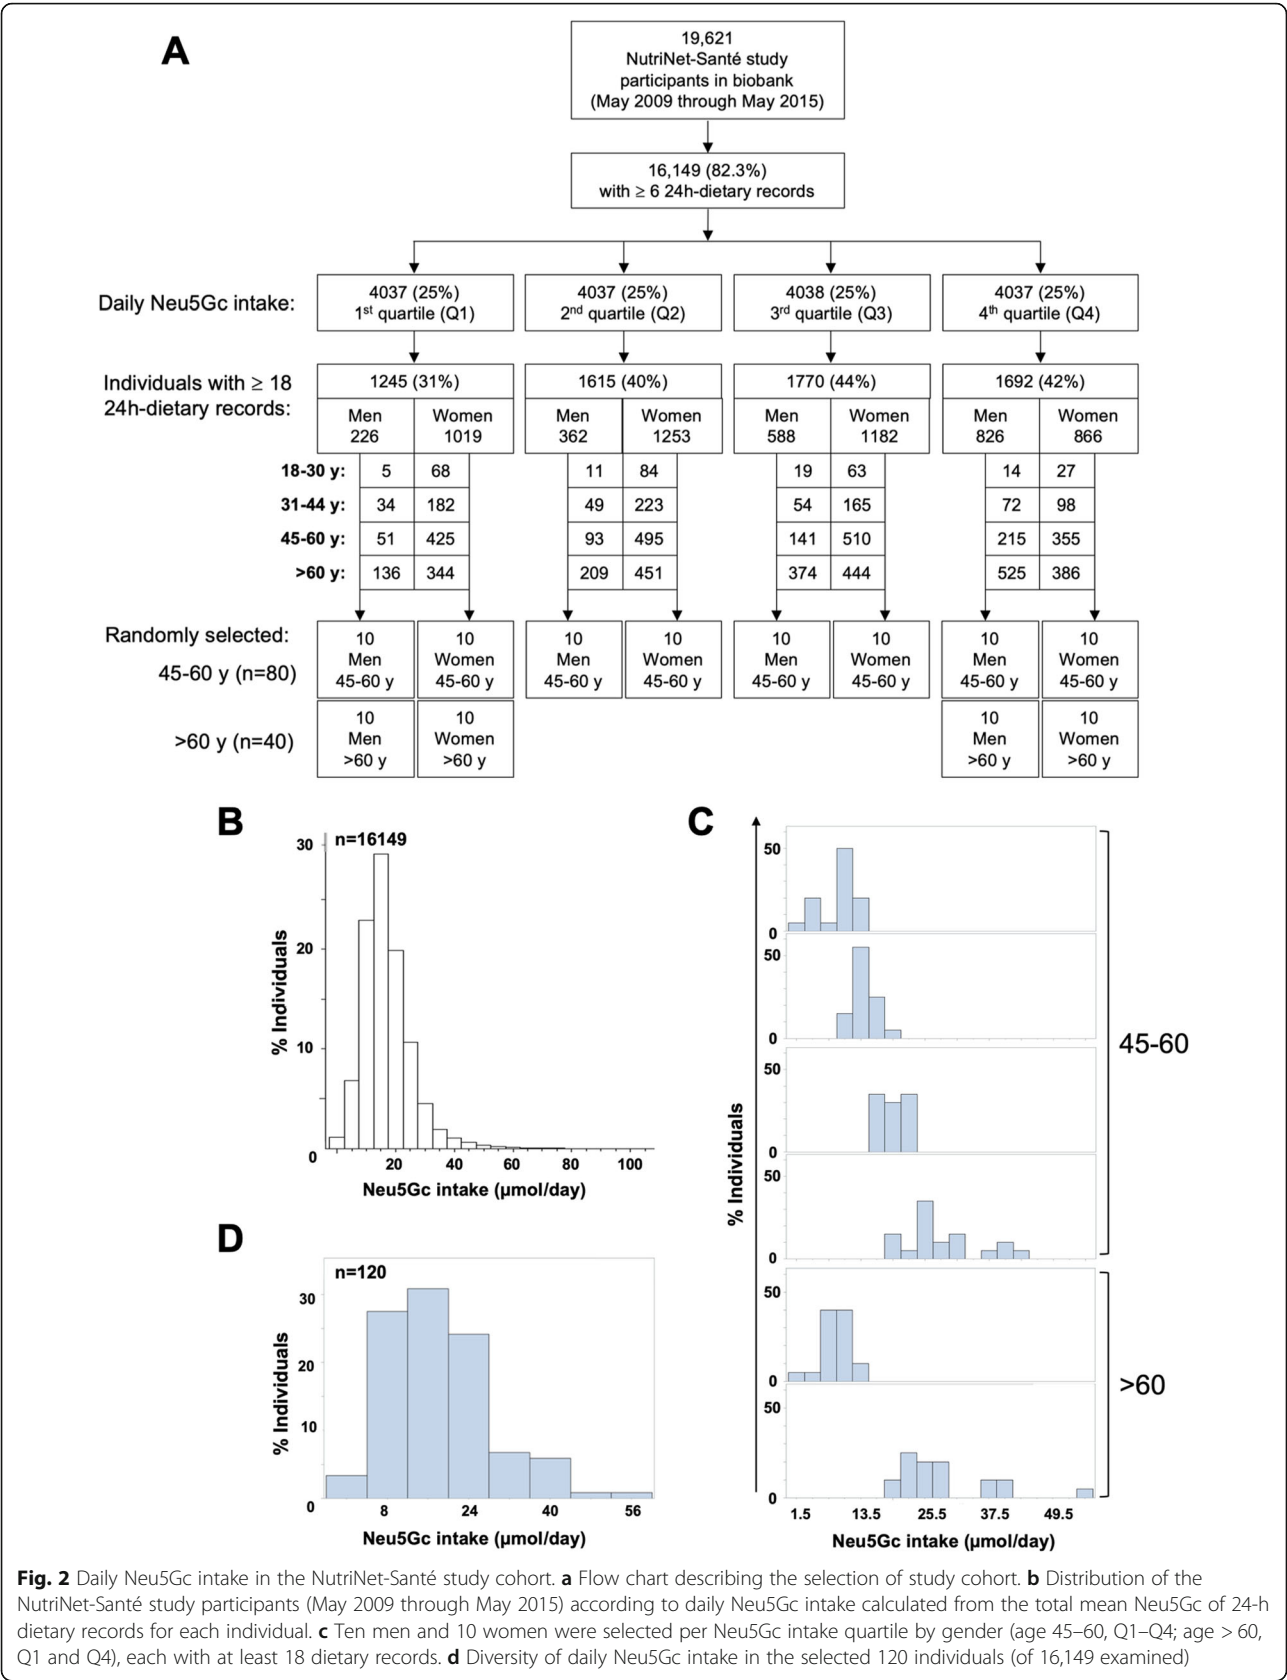 A
19,621
NutriNet-Santé study
participants in biobank
(May 2009 through May 2015)
16,149 (82.3%)
with ≥ 6 24h-dietary records
Daily Neu5Gc intake:
4037 (25%)
1st quartile (Q1)
4037 (25%)
2nd quartile (Q2)
4038 (25%)
3rd quartile (Q3)
4037 (25%)
4th quartile (Q4)
Individuals with ≥ 18
24h-dietary records:
1245 (31%)
1615 (40%)
1770 (44%)
1692 (42%)
Men Women Men Women Men Women Men Women
226 1019 362 1253 588 1182 826 866
18-30 y: 5 68 11 84 19 63 14 27
31-44 y: 34 182 49 223 54 165 72 98
45-60 y: 51 425 93 495 141 510 215 355
>60 y: 136 344 209 451 374 444 525 386
Randomly selected:
45-60 y (n=80)
10 10 10 10 10 10 10 10
Men Women Men Women Men Women Men Women
45-60 y 45-60 y 45-60 y 45-60 y 45-60 y 45-60 y 45-60 y 45-60 y
>60 y (n=40)
10 10 10 10
Men Women Men Women
>60 y >60 y >60 y >60 y
B
n=16149
30
20
10
0
% Individuals
20 40 60 80 100
Neu5Gc intake (µmol/day)
C
50
0
50
0
50
0
50
0
50
0
50
0
% Individuals
45-60
>60
1.5 13.5 25.5 37.5 49.5
Neu5Gc intake (µmol/day)
D
n=120
30
20
10
0
% Individuals
8 24 40 56
Neu5Gc intake (µmol/day)
Fig. 2 Daily Neu5Gc intake in the NutriNet-Santé study cohort. a Flow chart describing the selection of study cohort. b Distribution of the
NutriNet-Santé study participants (May 2009 through May 2015) according to daily Neu5Gc intake calculated from the total mean Neu5Gc of 24-h
dietary records for each individual. c Ten men and 10 women were selected per Neu5Gc intake quartile by gender (age 45–60, Q1–Q4; age > 60,
Q1 and Q4), each with at least 18 dietary records. d Diversity of daily Neu5Gc intake in the selected 120 individuals (of 16,149 examined)